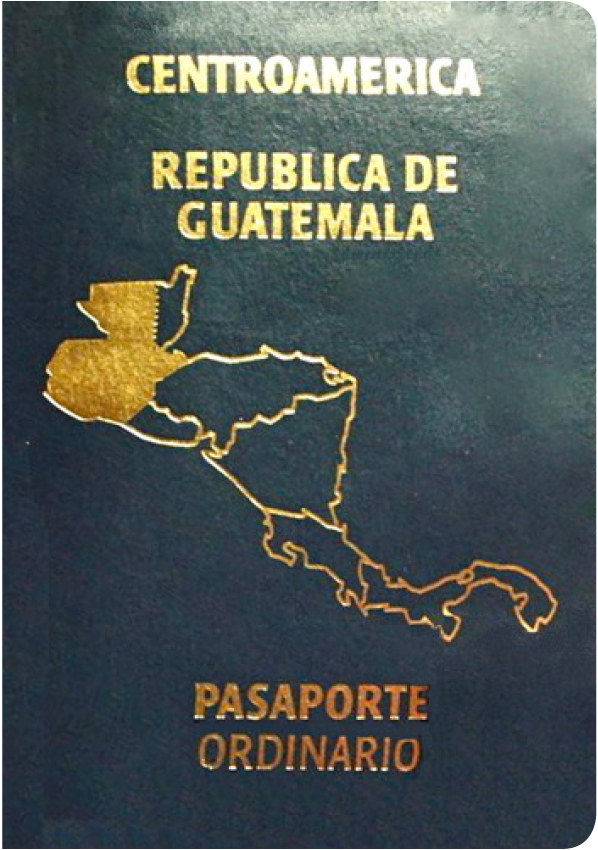 CENTROAMERICA
REPUBLICA DE
GUATEMALA
PASAPORTE
ORDINARIO